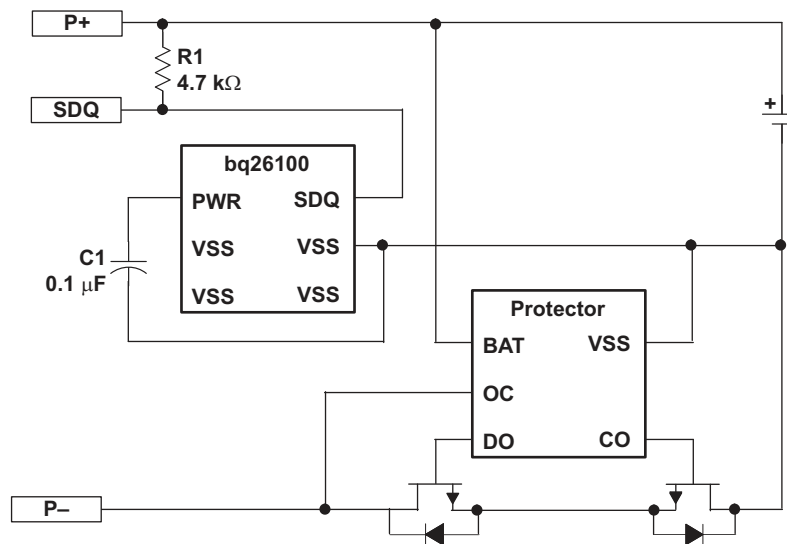 P+
R1
4.7 kΩ
SDQ
+
bq26100
PWR SDQ
C1
0.1 μF
VSS VSS
VSS VSS
Protector
BAT VSS
OC
DO CO
P–